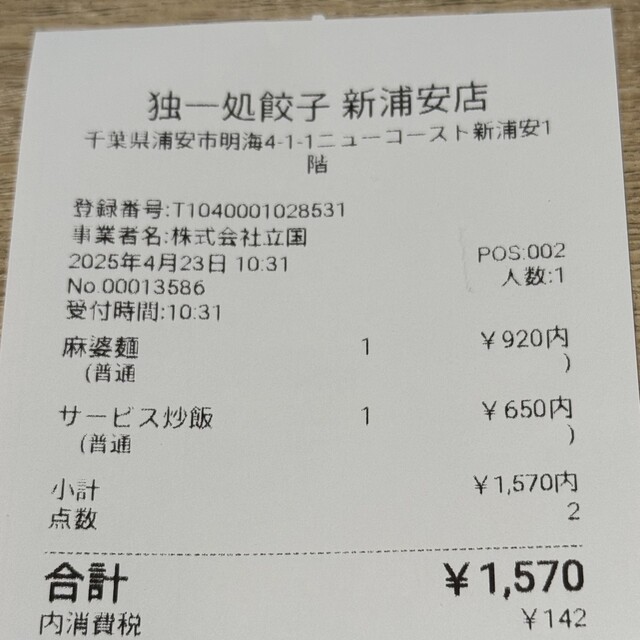 独一処餃子 新浦安店
千葉県浦安市明海4-1-1ニューコースト新浦安1
階
登録番号:T1040001028531
事業者名:株式会社立国
2025年4月23日 10:31 POS:002
No.00013586 人数:1
受付時間:10:31
麻婆麺 1 ¥920内
(普通 )
サービス炒飯 1 ¥650内
(普通 )
小計 ¥1,570内
点数 2
合計 ¥1,570
内消費税 ¥142